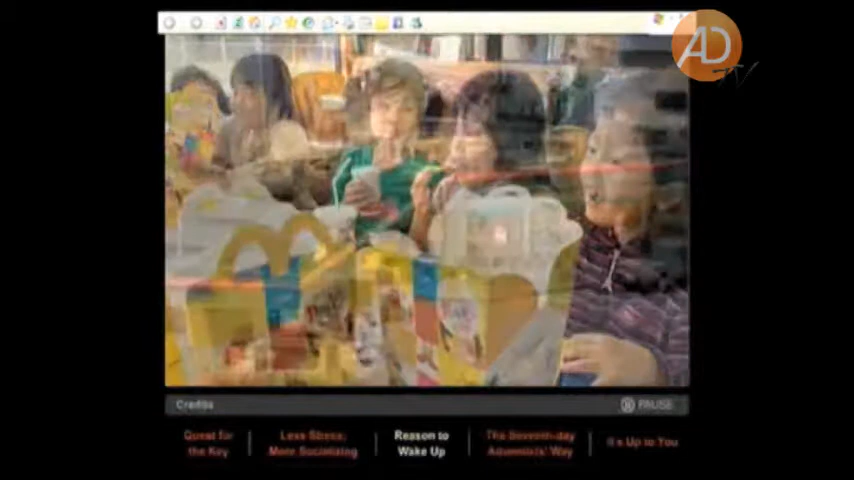 AD
TV
Credits
PAUSE
Quest for
the Key
Less Stress,
More Socializing
Reason to
Wake Up
The Seventh-day
Adventists' Way
It's Up to You